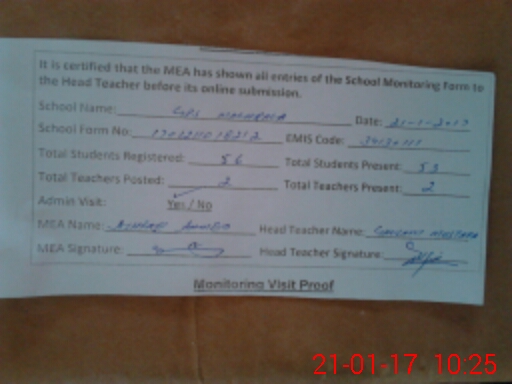 It is certified that the MEA has shown all entries of the School Monitoring Form to
the Head Teacher before its online submission.
School Name: GPS Date: 21-1-2017
School Form No. EMIS Code:
Total Students Registered: 56 Total Students Present: 53
Total Teachers Posted: 2 Total Teachers Present: 2
Admin Visit: Yes / No
MEA Name: Ahmed Head Teacher Name:
MEA Signature: Head Teacher Signature:
Monitoring Visit Proof
21-01-17 10:25